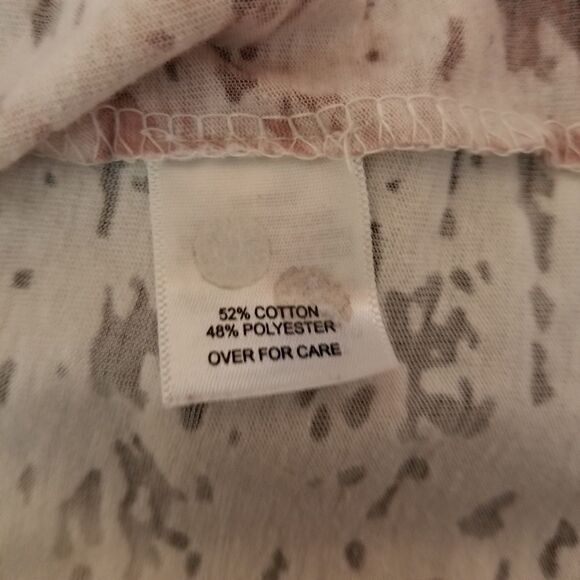 52% COTTON
48% POLYESTER
OVER FOR CARE